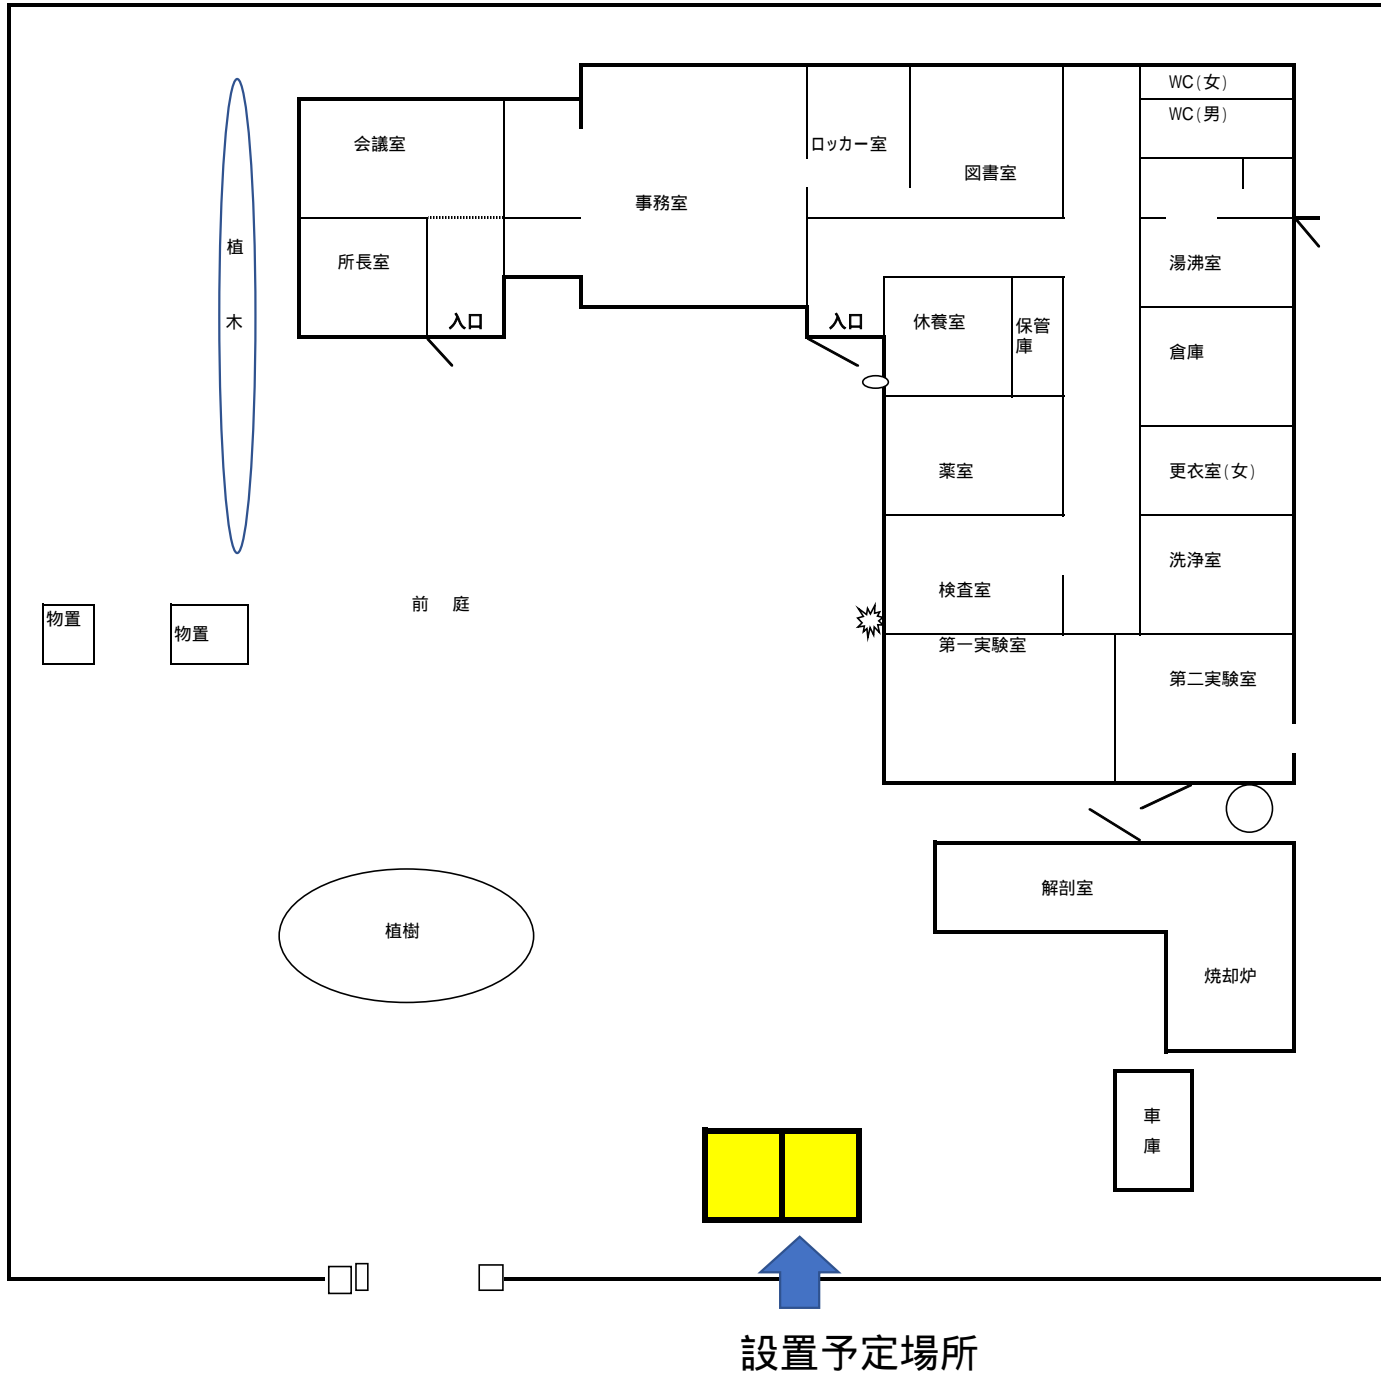 WC(女)
WC(男)
会議室
ロッカー室
図書室
事務室
植
木
所長室
湯沸室
入口
入口
休養室
保管
庫
倉庫
薬室
更衣室(女)
洗浄室
検査室
前 庭
物置
物置
第一実験室
第二実験室
解剖室
植樹
焼却炉
車
庫
設置予定場所